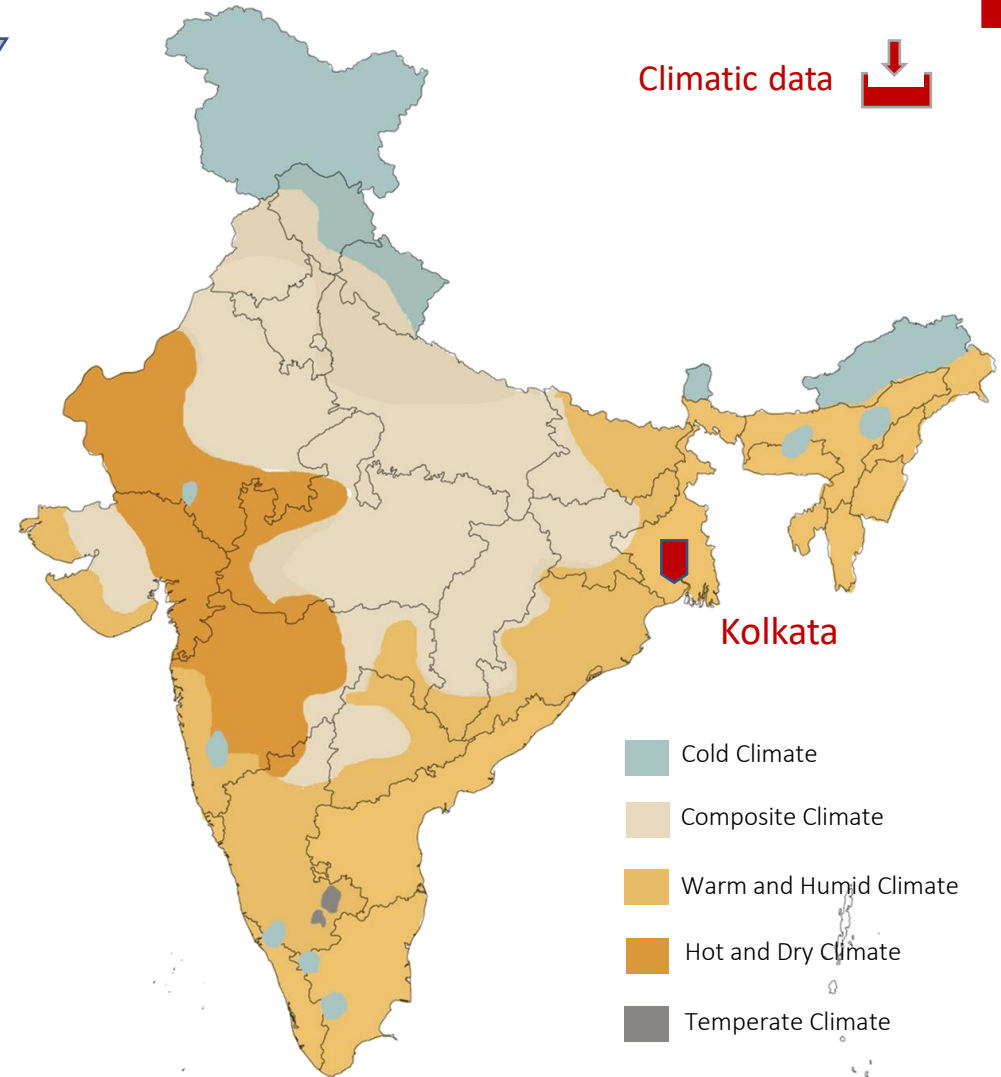 Climatic data
Kolkata
Cold Climate
Composite Climate
Warm and Humid Climate
Hot and Dry Climate
Temperate Climate